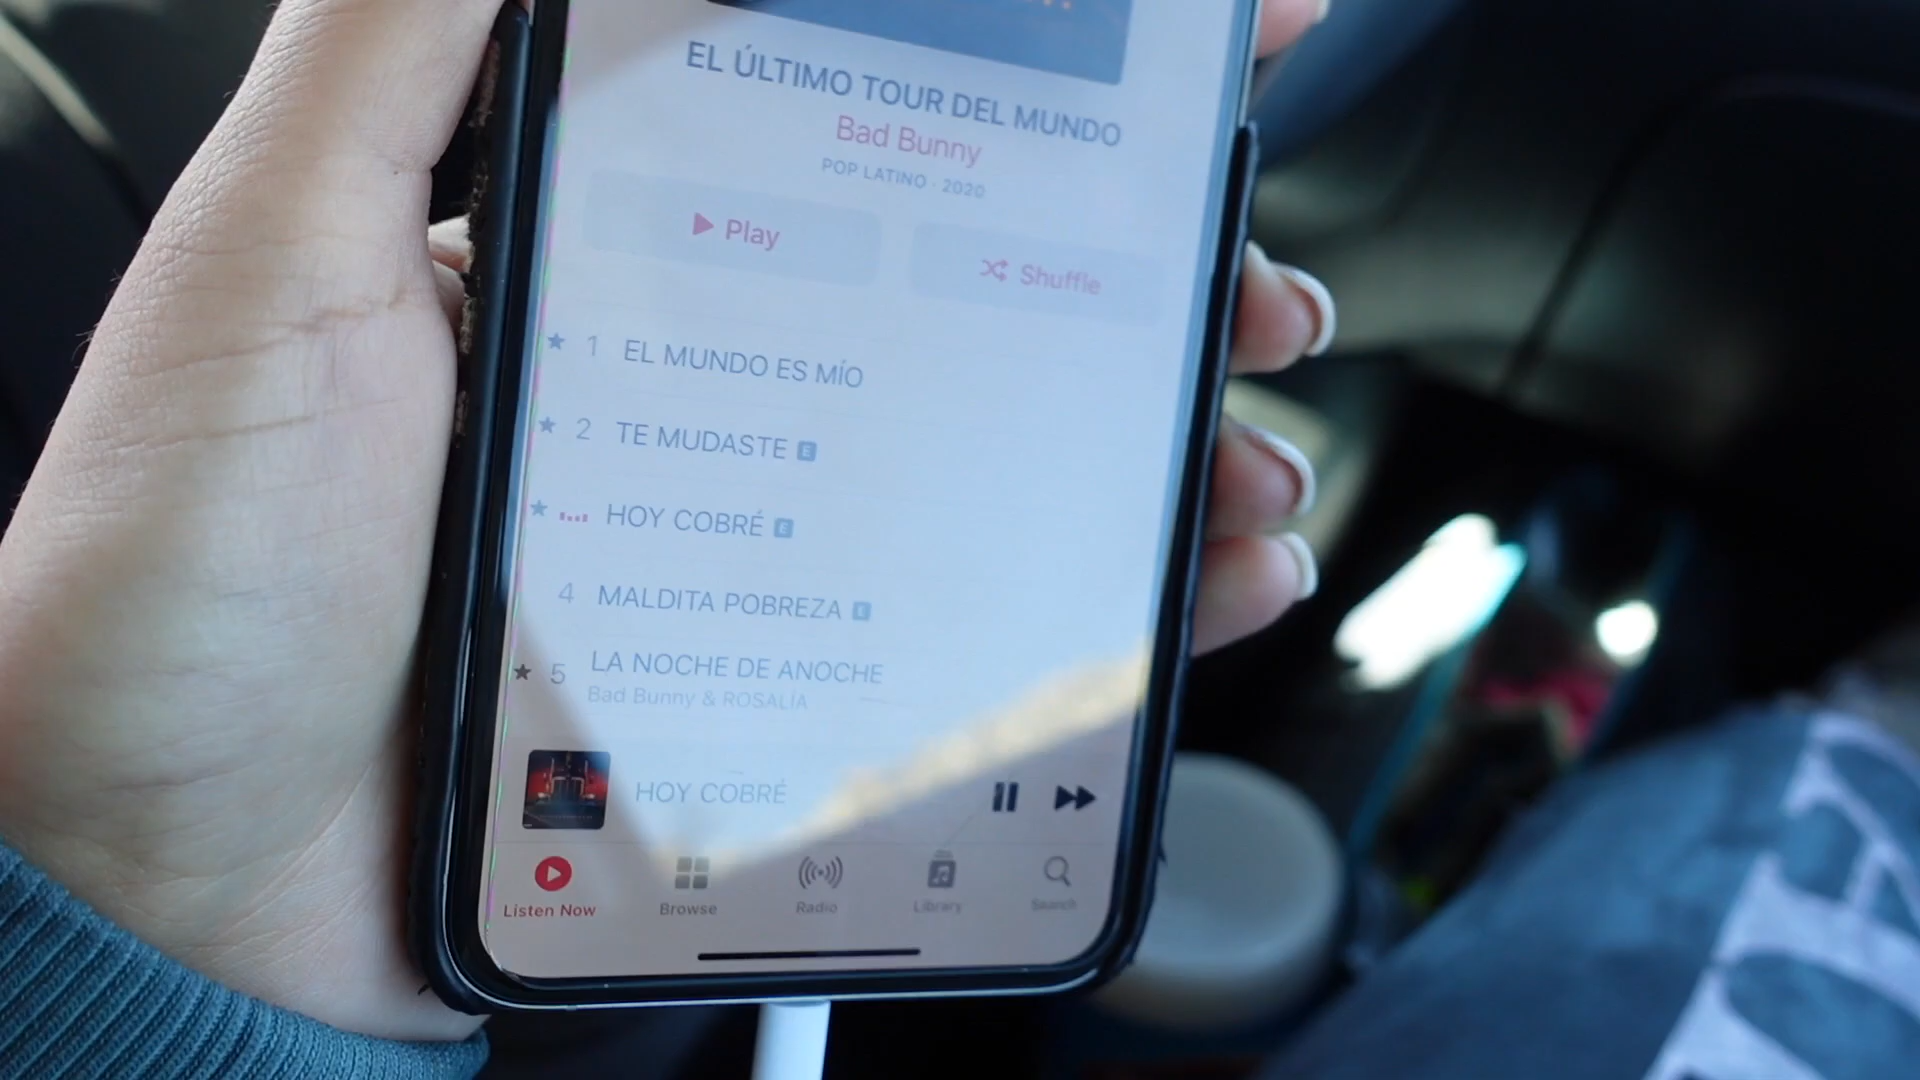 EL ÚLTIMO TOUR DEL MUNDO
Bad Bunny
POP LATINO · 2020
Play
Shuffle
★ 1 EL MUNDO ES MÍO
★ 2 TE MUDASTE E
★ HOY COBRÉ E
4 MALDITA POBREZA E
★ 5 LA NOCHE DE ANOCHE
Bad Bunny & ROSALÍA
HOY COBRÉ
Listen Now
Browse
Radio
Library
Search